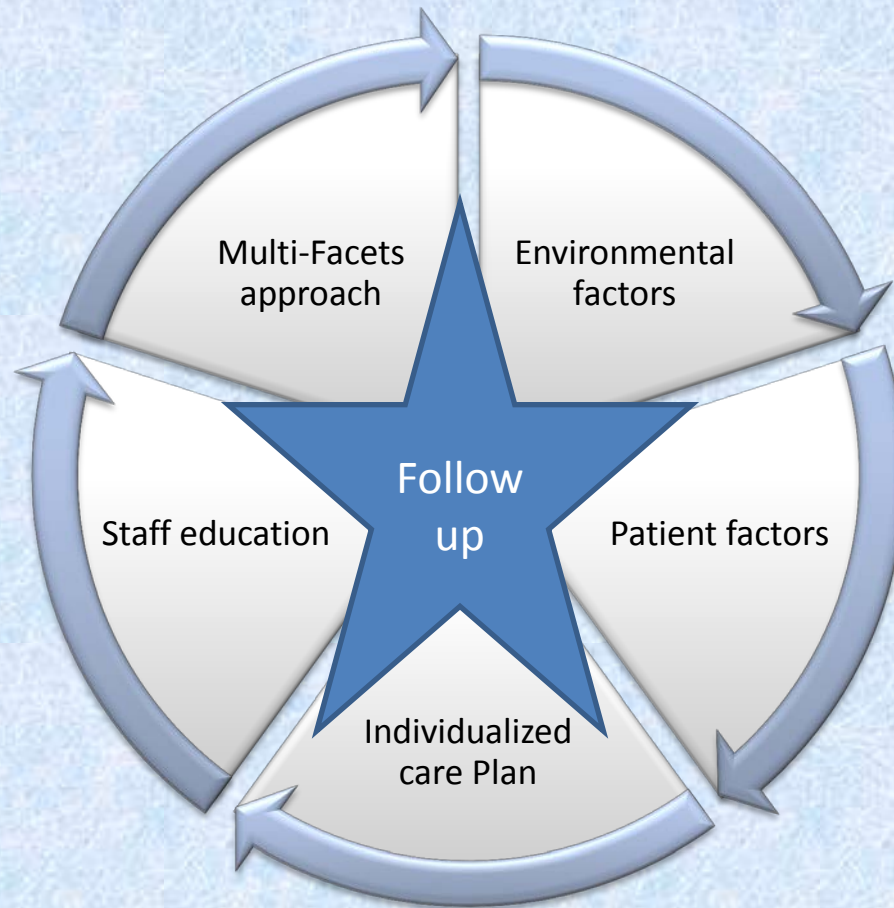 Multi-Facets
approach
Environmental
factors
Follow
up
Staff education
Patient factors
Individualized
care Plan